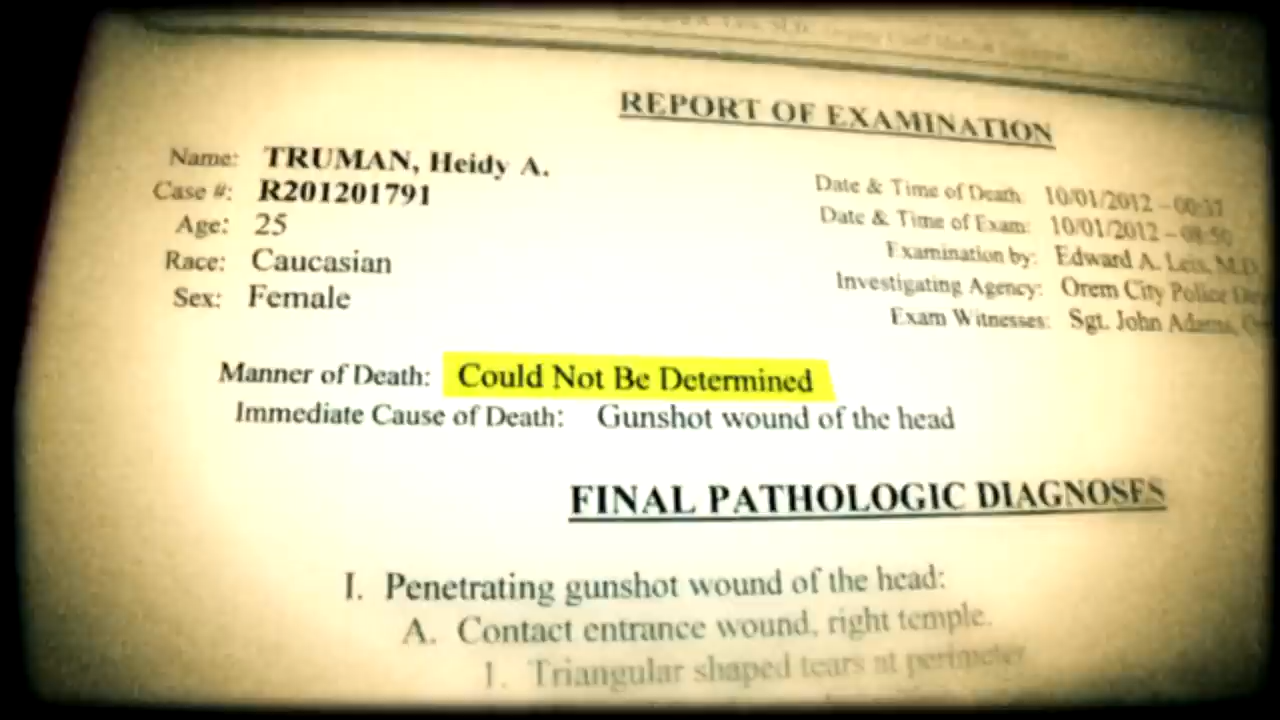 REPORT OF EXAMINATION
Name: TRUMAN, Heidy A.
Case #: R201201791
Age: 25
Race: Caucasian
Sex: Female
Date & Time of Death: 10/01/2012 - 00:37
Date & Time of Exam: 10/01/2012 - 08:50
Examination by: Edward A. Leis, M.D.
Investigating Agency: Orem City Police
Exam Witnesses: Sgt. John Adams,
Manner of Death: Could Not Be Determined
Immediate Cause of Death: Gunshot wound of the head
FINAL PATHOLOGIC DIAGNOSES
I. Penetrating gunshot wound of the head:
A. Contact entrance wound, right temple.
1. Triangular shaped tears at perimeter